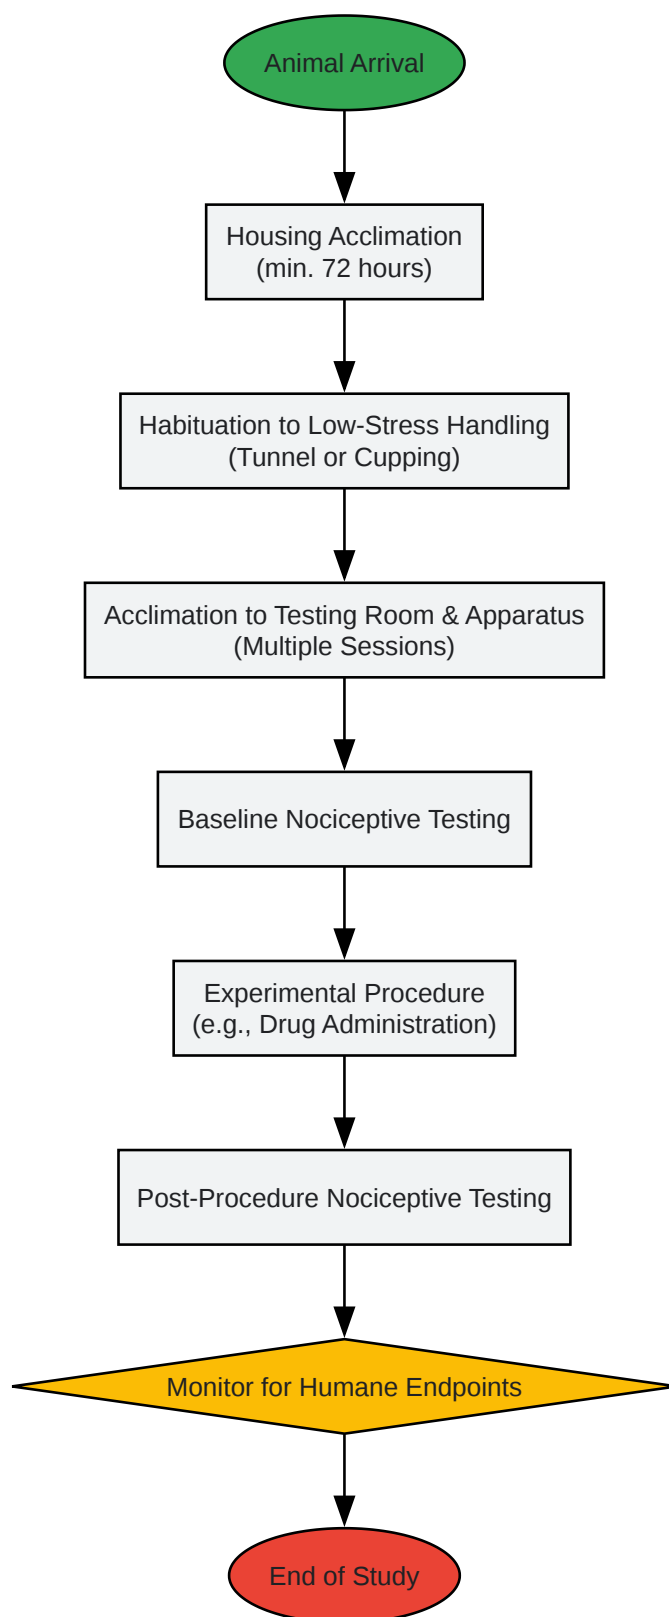 Animal Arrival
Housing Acclimation
(min. 72 hours)
Habituation to Low-Stress Handling
(Tunnel or Cupping)
Acclimation to Testing Room & Apparatus
(Multiple Sessions)
Baseline Nociceptive Testing
Experimental Procedure
(e.g., Drug Administration)
Post-Procedure Nociceptive Testing
Monitor for Humane Endpoints
End of Study